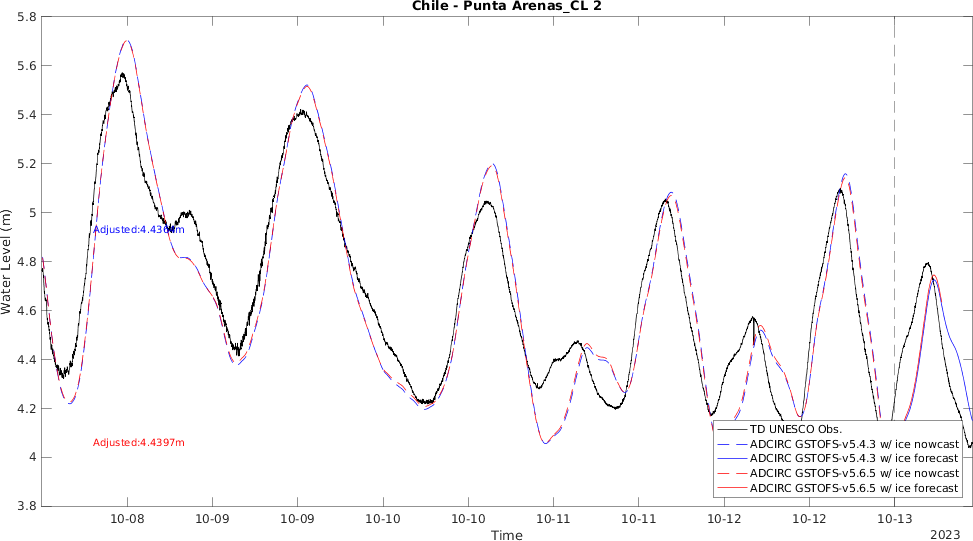 Chile - Punta Arenas_CL 2
5.8
5.6
5.4
5.2
5
4.8
4.6
4.4
4.2
4
3.8
Water Level (m)
Adjusted:4.4397m
TD UNESCO Obs.
ADCIRC GSTOFS-v5.4.3 w/ ice nowcast
ADCIRC GSTOFS-v5.4.3 w/ ice forecast
ADCIRC GSTOFS-v5.6.5 w/ ice nowcast
ADCIRC GSTOFS-v5.6.5 w/ ice forecast
10-08 10-09 10-09 10-10 10-10 10-11 10-11 10-12 10-12 10-13
Time
2023